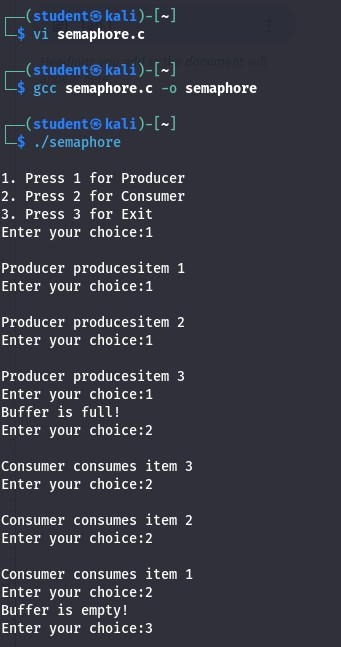 ┌──(student㉿kali)-[~]
└─$ vi semaphore.c
┌──(student㉿kali)-[~]
└─$ gcc semaphore.c -o semaphore
┌──(student㉿kali)-[~]
└─$ ./semaphore
1. Press 1 for Producer
2. Press 2 for Consumer
3. Press 3 for Exit
Enter your choice:1
Producer producesitem 1
Enter your choice:1
Producer producesitem 2
Enter your choice:1
Producer producesitem 3
Enter your choice:1
Buffer is full!
Enter your choice:2
Consumer consumes item 3
Enter your choice:2
Consumer consumes item 2
Enter your choice:2
Consumer consumes item 1
Enter your choice:2
Buffer is empty!
Enter your choice:3